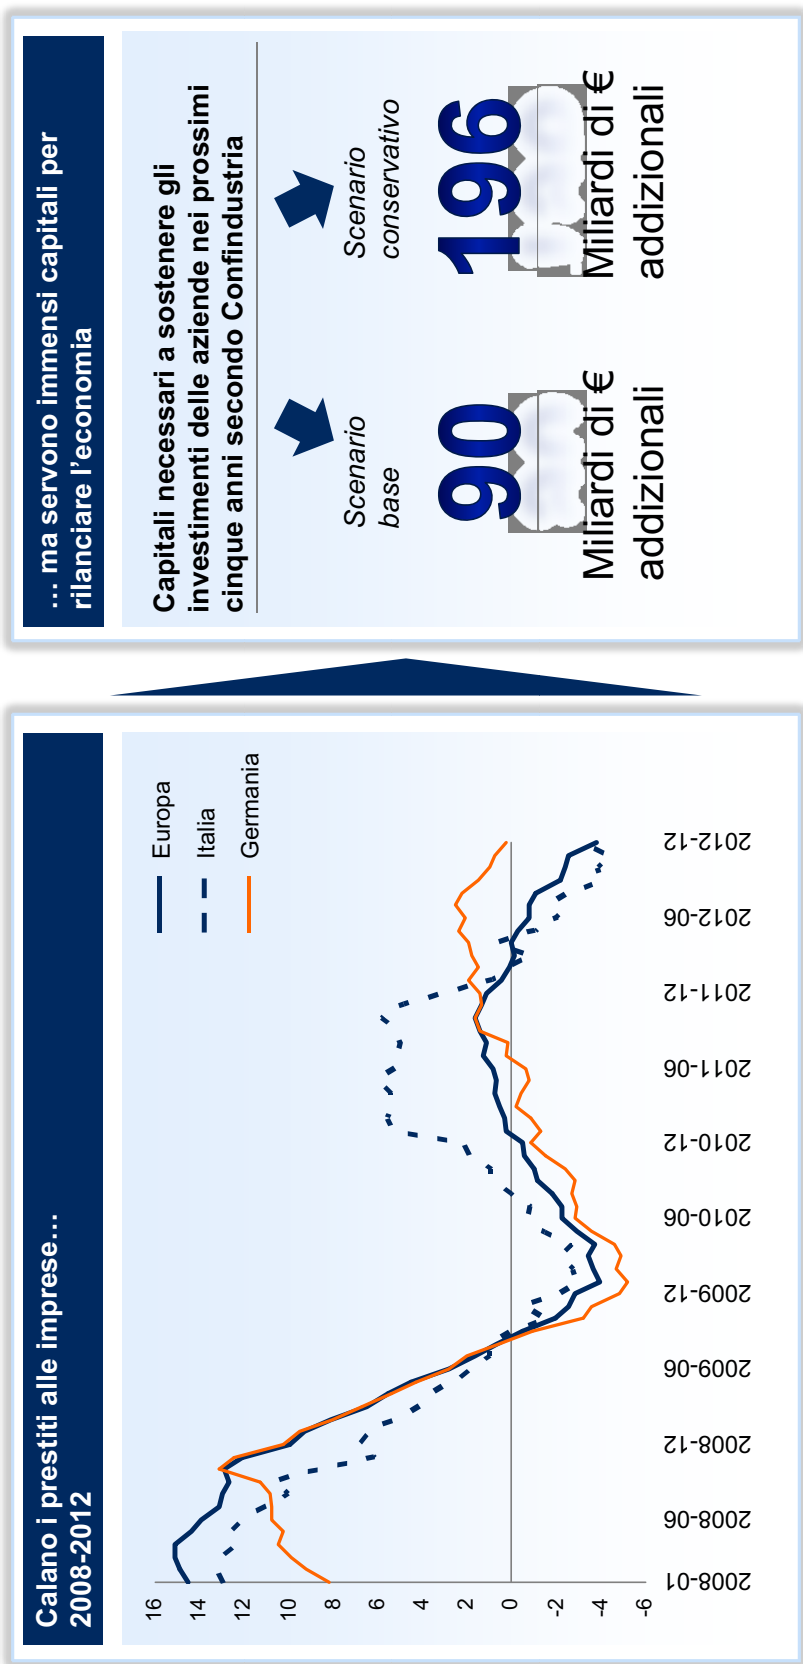 Calano i prestiti alle imprese…
2008-2012
Europa
Italia
Germania
16
14
12
10
8
6
4
2
0
-2
-4
-6
2008-01
2008-06
2008-12
2009-06
2009-12
2010-06
2010-12
2011-06
2011-12
2012-06
2012-12
… ma servono immensi capitali per
rilanciare l'economia
Capitali necessari a sostenere gli
investimenti delle aziende nei prossimi
cinque anni secondo Confindustria
Scenario
base
90
Miliardi di €
addizionali
Scenario
conservativo
196
Miliardi di €
addizionali